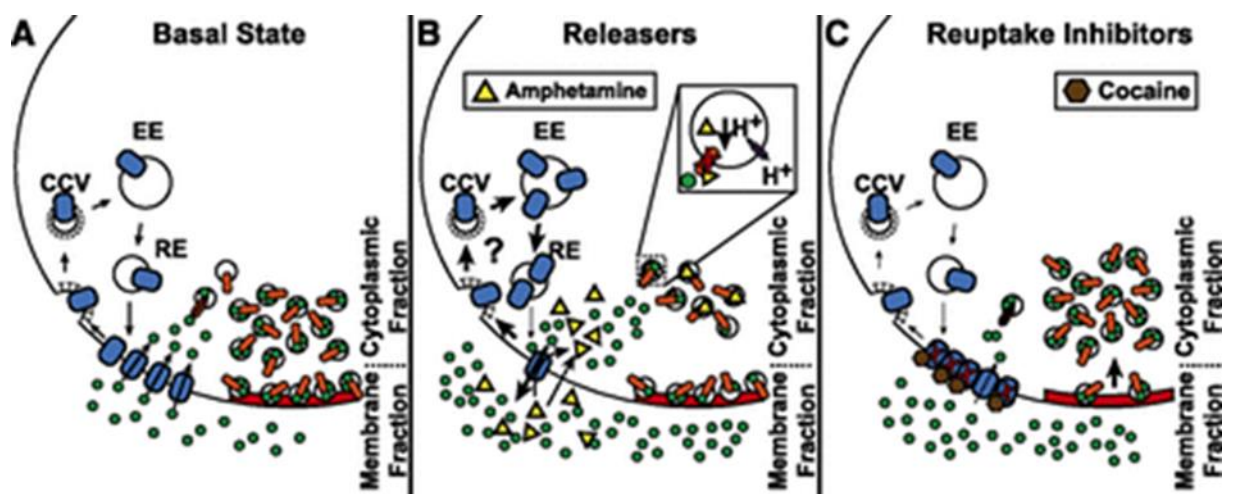 A Basal State
EE
CCV
RE
Cytoplasmic
Fraction
Membrane
Fraction
B Releasers
Amphetamine
EE
H+
H+
CCV
?
RE
Cytoplasmic
Fraction
Membrane
Fraction
C Reuptake Inhibitors
Cocaine
EE
CCV
Cytoplasmic
Fraction
Membrane
Fraction